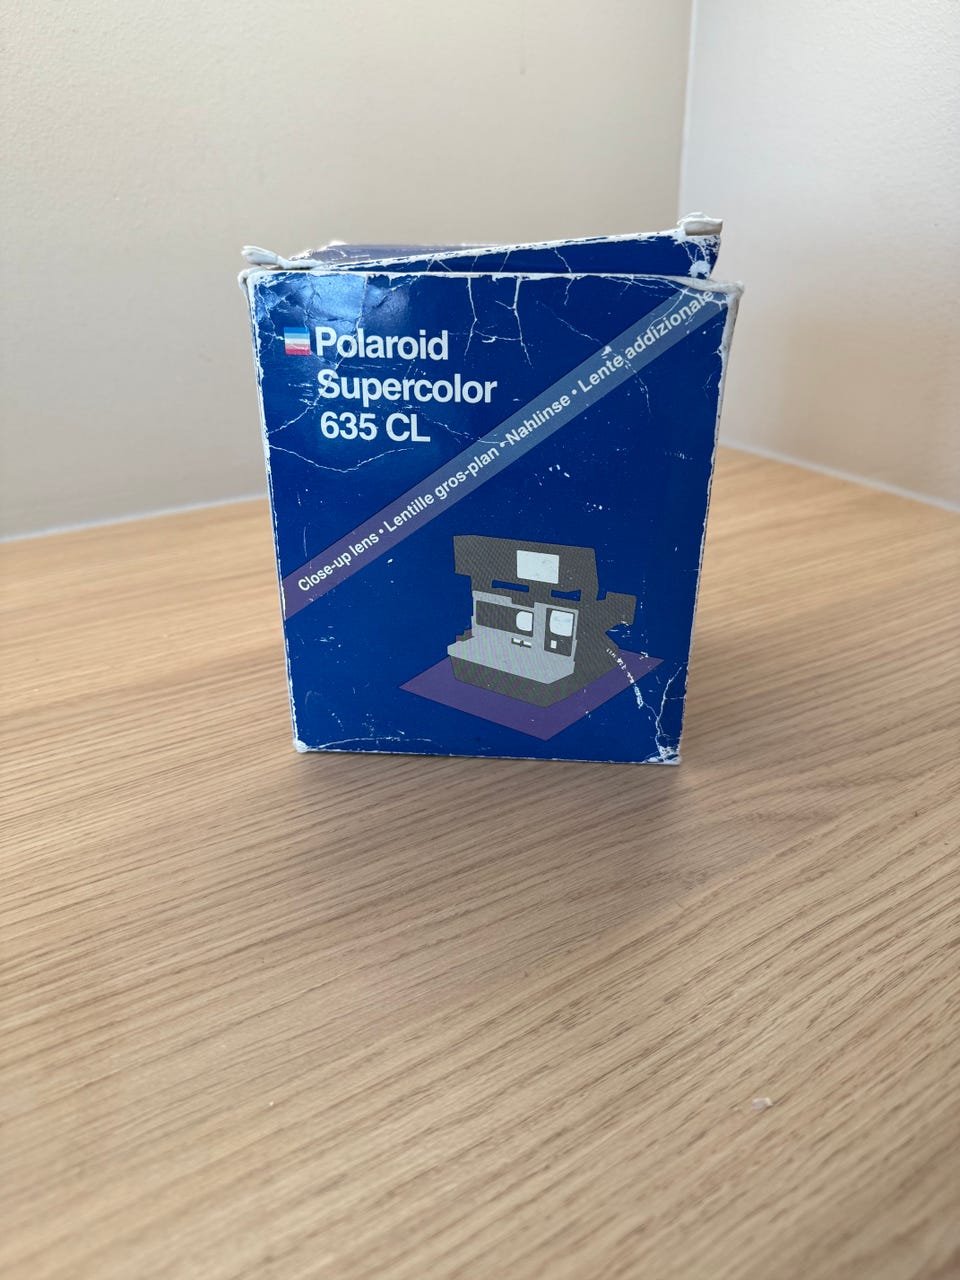 Polaroid
Supercolor
635 CL
Close-up lens • Lentille gros-plan • Nahlinse • Lente addizionale